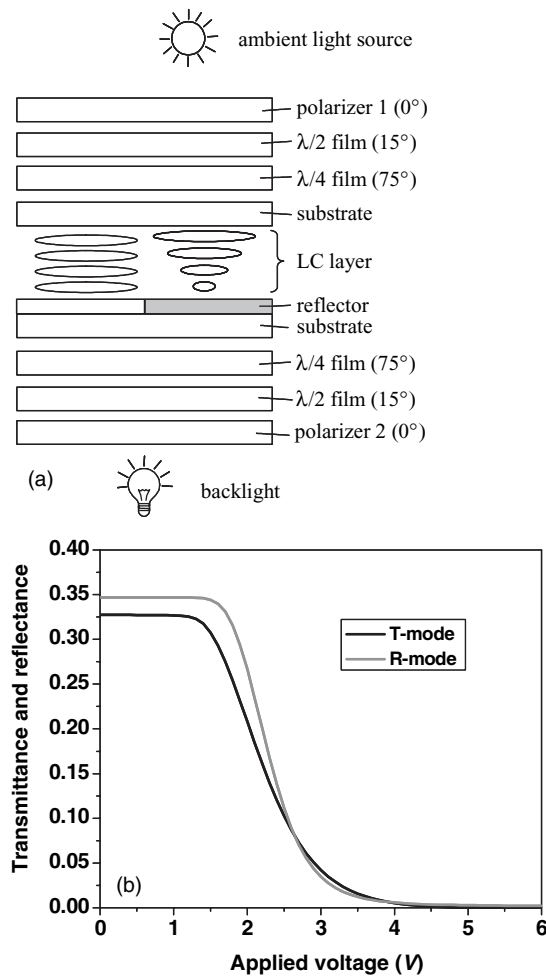 ambient light source
polarizer 1 (0°)
λ/2 film (15°)
λ/4 film (75°)
substrate
LC layer
reflector
substrate
λ/4 film (75°)
λ/2 film (15°)
polarizer 2 (0°)
(a)
backlight
Transmittance and reflectance
0.40
0.35
0.30
0.25
0.20
0.15
0.10
0.05
0.00
T-mode
R-mode
(b)
0 1 2 3 4 5 6
Applied voltage (V)